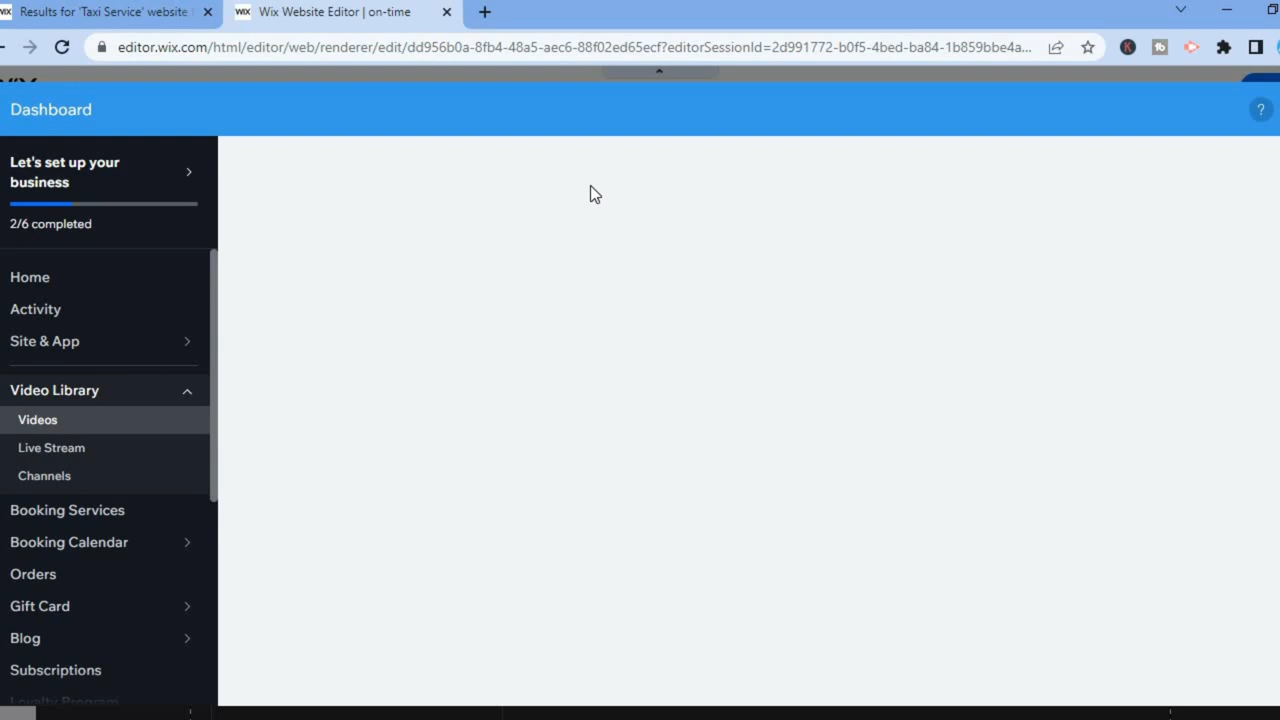 WIX Results for 'Taxi Service' website
WIX Wix Website Editor | on-time
editor.wix.com/html/editor/web/renderer/edit/dd956b0a-8fb4-48a5-aec6-88f02ed65ecf?editorSessionId=2d991772-b0f5-4bed-ba84-1b859bbe4a...
K
Dashboard
?
Let's set up your
business
2/6 completed
Home
Activity
Site & App
Video Library
Videos
Live Stream
Channels
Booking Services
Booking Calendar
Orders
Gift Card
Blog
Subscriptions
Loyalty Program